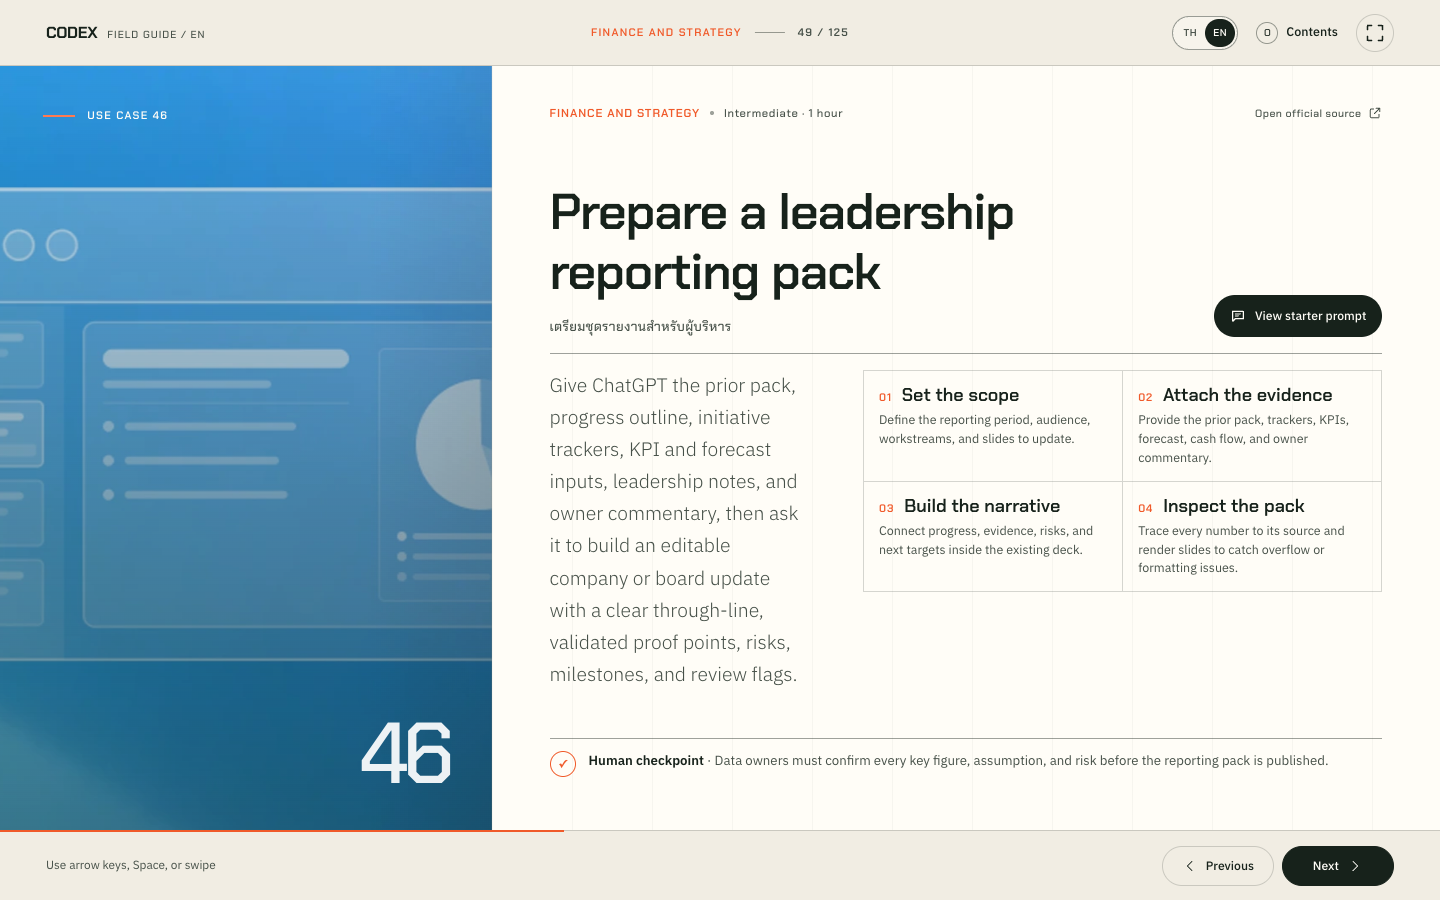 CODEX FIELD GUIDE / EN
FINANCE AND STRATEGY 49 / 125
TH EN
0 Contents
USE CASE 46
46
FINANCE AND STRATEGY • Intermediate · 1 hour
Open official source
Prepare a leadership
reporting pack
เตรียมชุดรายงานสำหรับผู้บริหาร
View starter prompt
Give ChatGPT the prior pack,
progress outline, initiative
trackers, KPI and forecast
inputs, leadership notes, and
owner commentary, then ask
it to build an editable
company or board update
with a clear through-line,
validated proof points, risks,
milestones, and review flags.
01 Set the scope
Define the reporting period, audience,
workstreams, and slides to update.
02 Attach the evidence
Provide the prior pack, trackers, KPIs,
forecast, cash flow, and owner
commentary.
03 Build the narrative
Connect progress, evidence, risks, and
next targets inside the existing deck.
04 Inspect the pack
Trace every number to its source and
render slides to catch overflow or
formatting issues.
✓ Human checkpoint · Data owners must confirm every key figure, assumption, and risk before the reporting pack is published.
Use arrow keys, Space, or swipe
Previous
Next